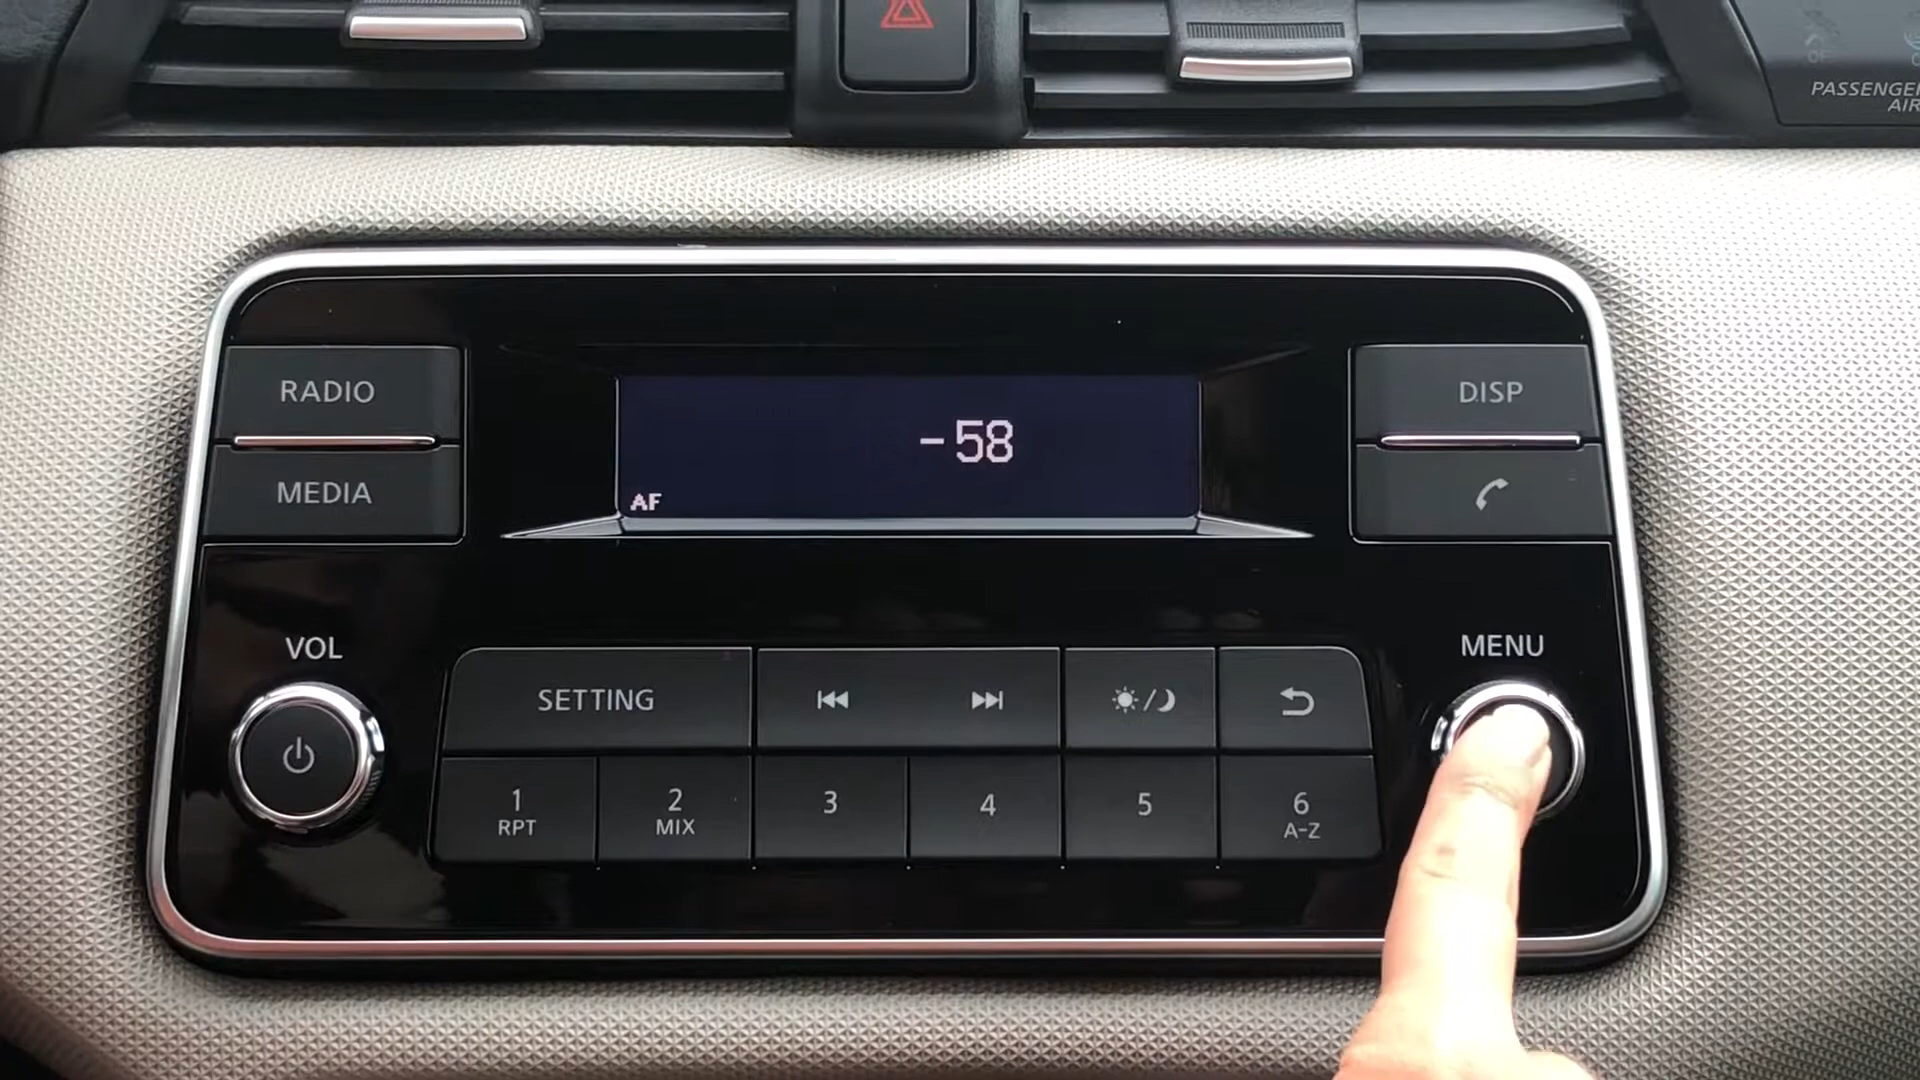 PASSENGER
AIR
RADIO
DISP
-58
MEDIA
AF
VOL
MENU
SETTING
1
RPT
2
MIX
3
4
5
6
A-Z